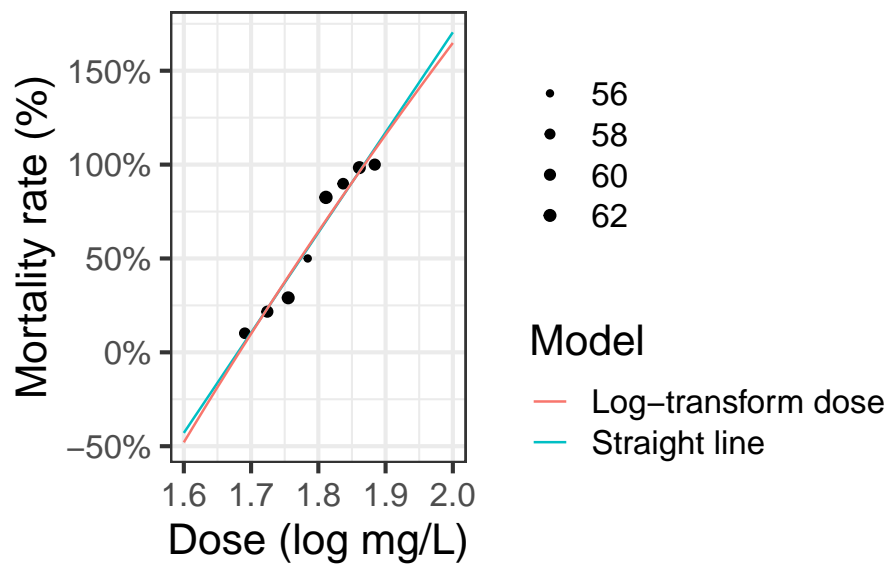 Mortality rate (%)
150%
100%
50%
0%
−50%
1.6 1.7 1.8 1.9 2.0
Dose (log mg/L)
56
58
60
62
Model
Log−transform dose
Straight line